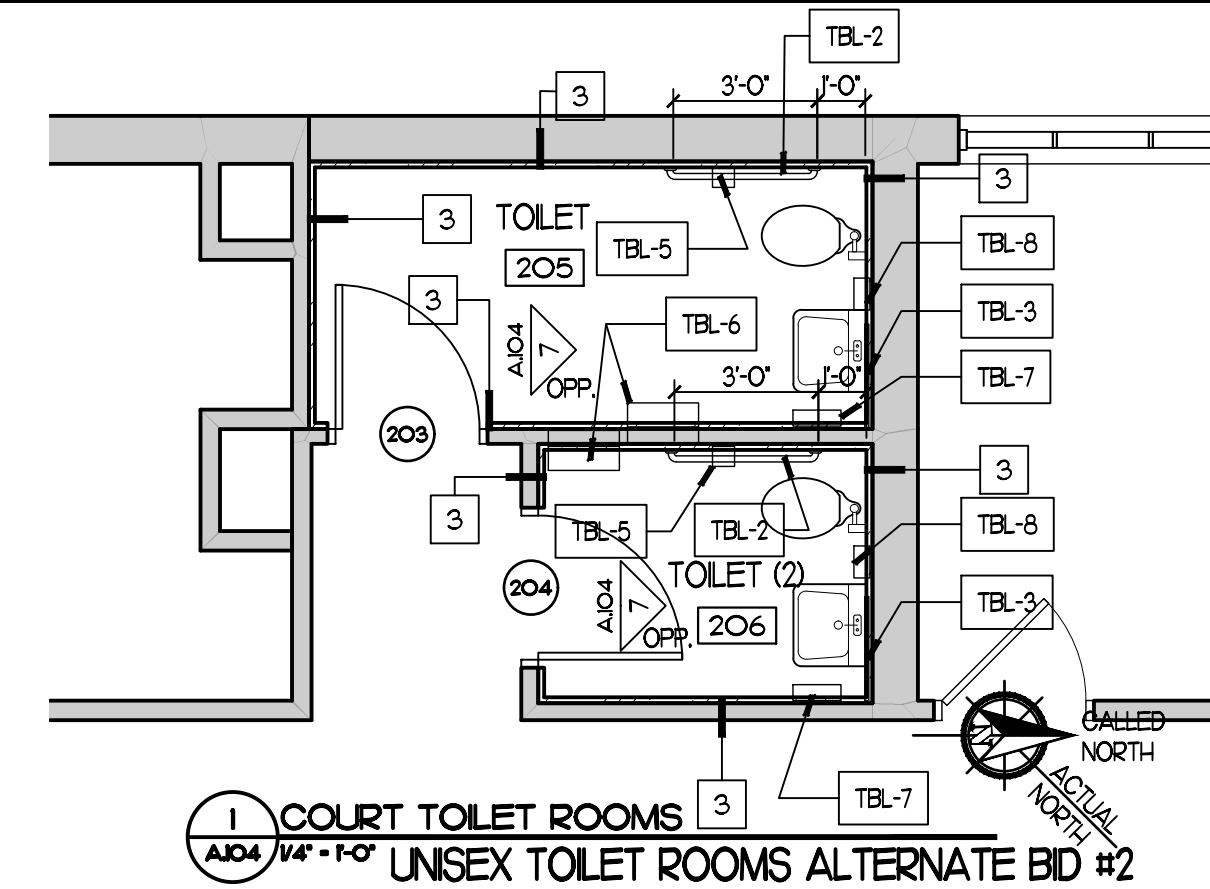 TBL-2
3'-0"
1'-0"
3
3
3
TOILET
205
TBL-5
TBL-8
3
TBL-6
TBL-3
A.104
7
OPP.
3'-0"
1'-0"
TBL-7
203
3
3
TBL-5
TBL-2
TBL-8
TOILET (2)
204
A.104
7
OPP.
206
TBL-3
N
CALLED
NORTH
ACTUAL
NORTH
3
TBL-7
1
A.104
COURT TOILET ROOMS
1/4" = 1'-0"
UNISEX TOILET ROOMS ALTERNATE BID #2